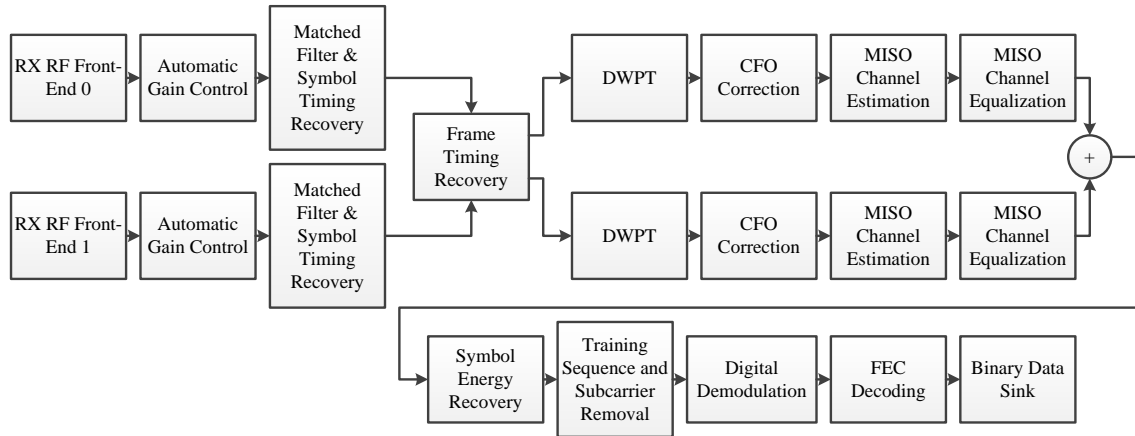 RX RF Front-
End 0
Automatic
Gain Control
Matched
Filter &
Symbol
Timing
Recovery
Frame
Timing
Recovery
DWPT
CFO
Correction
MISO
Channel
Estimation
MISO
Channel
Equalization
+
RX RF Front-
End 1
Automatic
Gain Control
Matched
Filter &
Symbol
Timing
Recovery
DWPT
CFO
Correction
MISO
Channel
Estimation
MISO
Channel
Equalization
Symbol
Energy
Recovery
Training
Sequence and
Subcarrier
Removal
Digital
Demodulation
FEC
Decoding
Binary Data
Sink